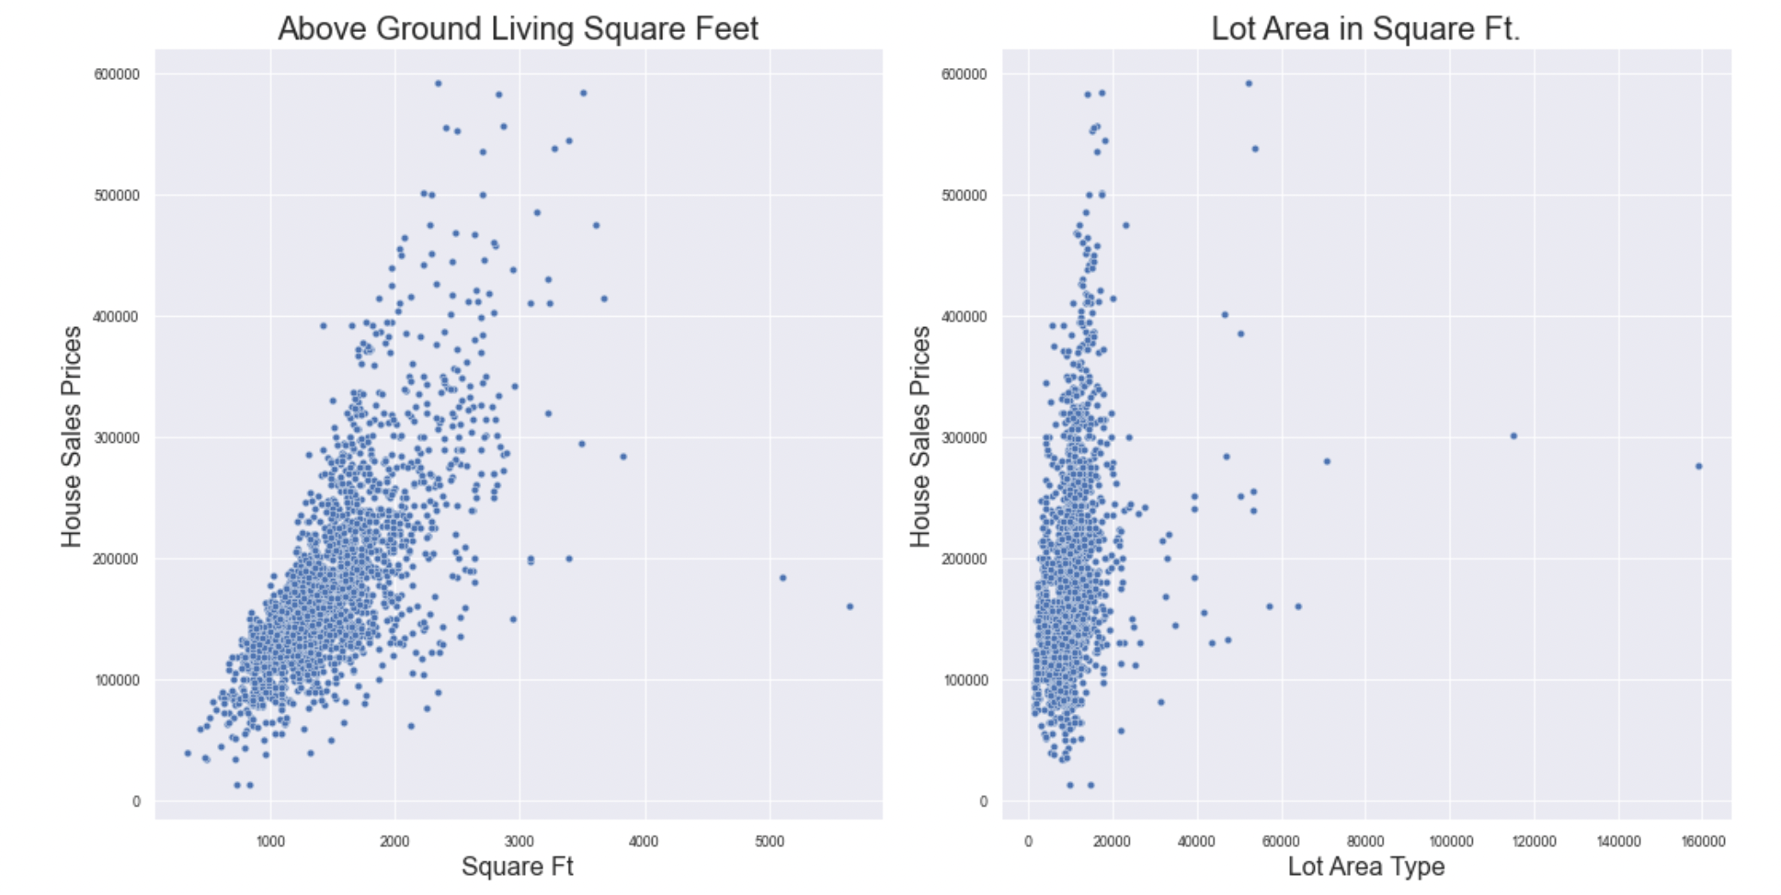 Above Ground Living Square Feet
House Sales Prices
600000
500000
400000
300000
200000
100000
0
1000 2000 3000 4000 5000
Square Ft
Lot Area in Square Ft.
House Sales Prices
600000
500000
400000
300000
200000
100000
0
0 20000 40000 60000 80000 100000 120000 140000 160000
Lot Area Type